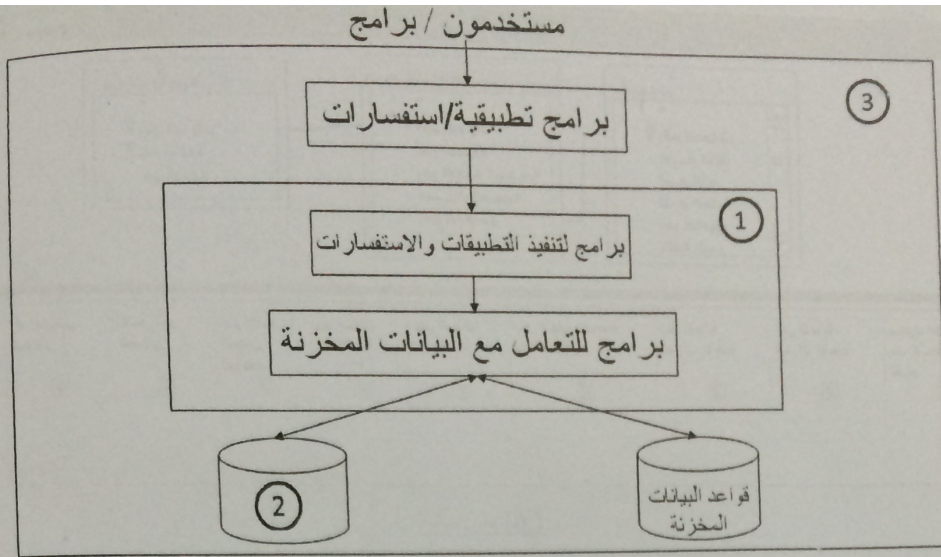 مستخدمون / برامج
3
برامج تطبيقية/استفسارات
1
برامج لتنفيذ التطبيقات والاستفسارات
برامج للتعامل مع البيانات المخزنة
2
قواعد البيانات
المخزنة